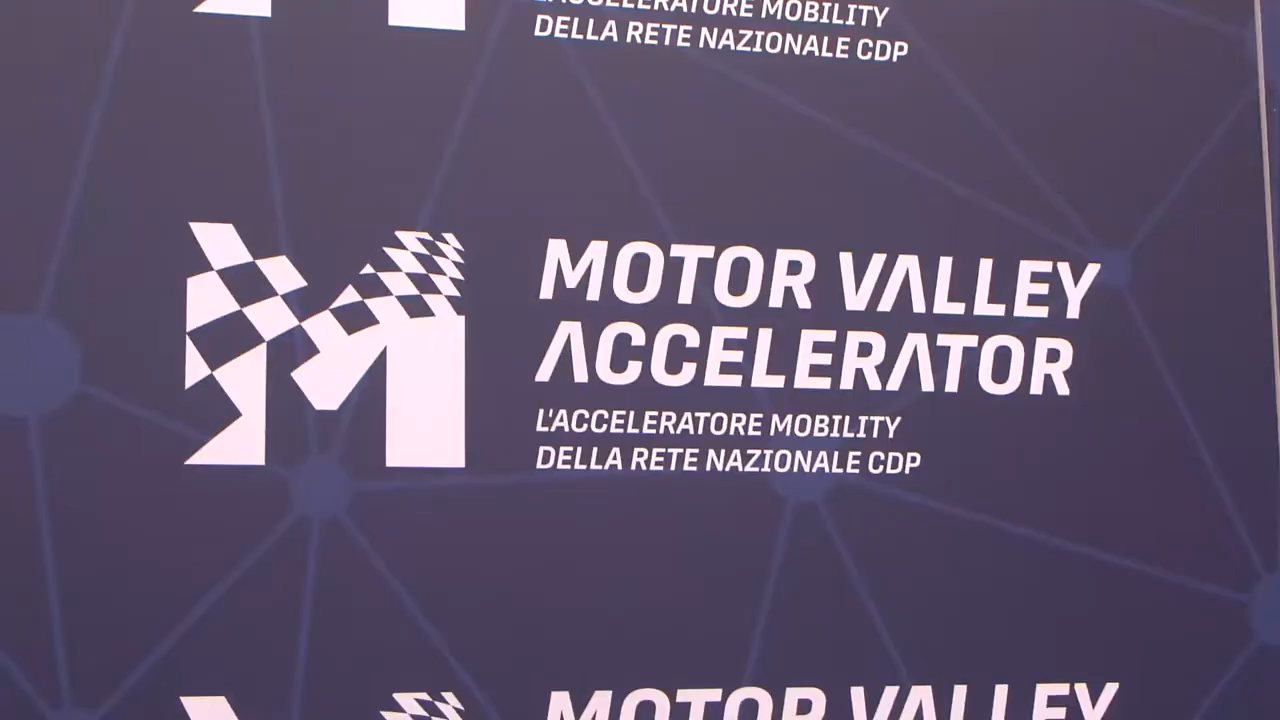 L'ACCELERATORE MOBILITY
DELLA RETE NAZIONALE CDP
MOTOR VALLEY
ACCELERATOR
L'ACCELERATORE MOBILITY
DELLA RETE NAZIONALE CDP
MOTOR VALLEY